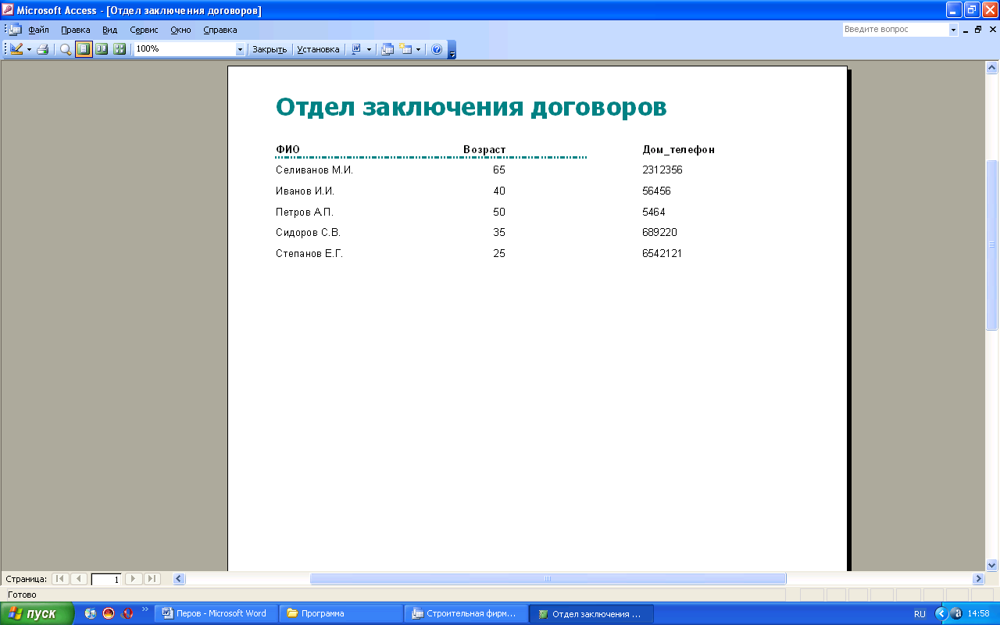 Microsoft Access - [Отдел заключения договоров]
Файл Правка Вид Сервис Окно Справка Введите вопрос
100% Закрыть Установка
Отдел заключения договоров
ФИО Возраст Дом_телефон
Селиванов М.И. 65 2312356
Иванов И.И. 40 56456
Петров А.П. 50 5464
Сидоров С.В. 35 689220
Степанов Е.Г. 25 6542121
Страница: 1
Готово
пуск Перов - Microsoft Word Программа Строительная фирм... Отдел заключения ... RU 14:58